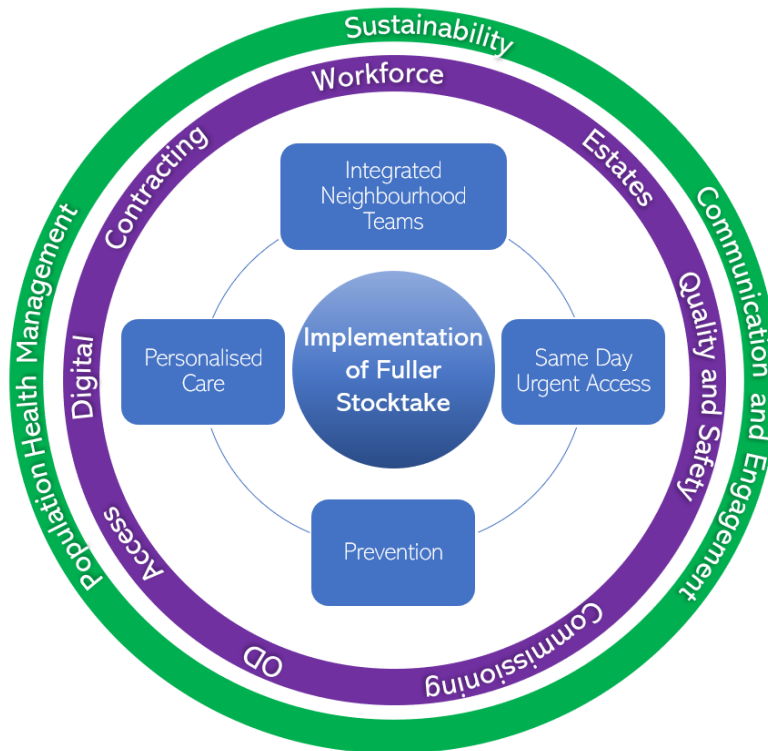 Sustainability
Workforce
Contracting
Estates
Population Health Management
Communication and Engagement
Digital
Quality and Safety
Access
OD
Commissioning
Integrated
Neighbourhood
Teams
Personalised
Care
Implementation
of Fuller
Stocktake
Same Day
Urgent Access
Prevention